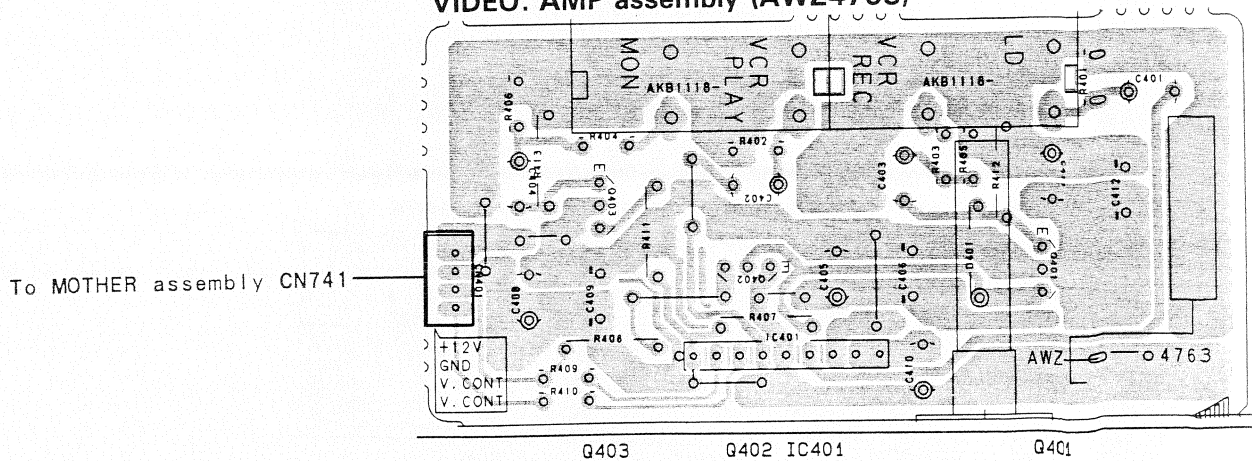 VIDEO. AMP assembly (AWZ4763)
MON
VCR PLAY
VCR REC
LD
AKB1118-
AKB1118-
R401
C401
R406
R404
R402
C403
R403
R405
R412
C412
R413
C404
E
Q403
C402
R411
To MOTHER assembly CN741
CN401
C408
C409
Q402
E
C405
C406
D401
E
Q401
R407
R408
IC401
C410
AWZ 4763
+12V
GND
V. CONT
V. CONT
R409
R410
Q403 Q402 IC401 Q401